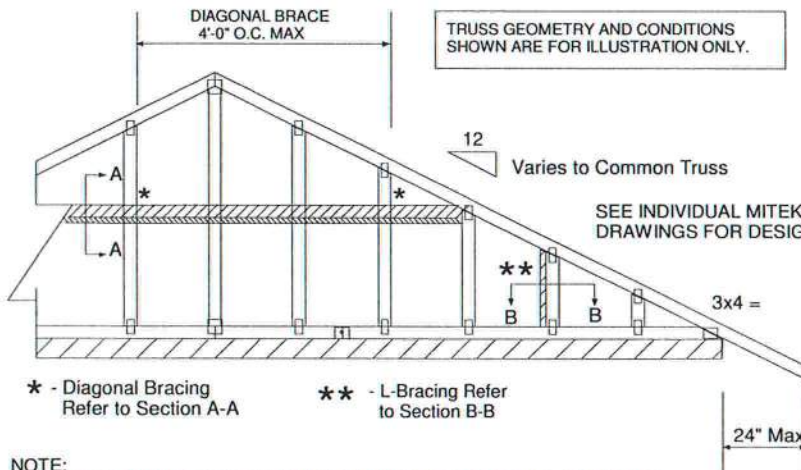 DIAGONAL BRACE
4'-0" O.C. MAX
TRUSS GEOMETRY AND CONDITIONS
SHOWN ARE FOR ILLUSTRATION ONLY.
12
Varies to Common Truss
A
*
*
SEE INDIVIDUAL MITEK
DRAWINGS FOR DESIG
A
**
B
B
3x4 =
* - Diagonal Bracing
Refer to Section A-A
** - L-Bracing Refer
to Section B-B
24" Max
NOTE: